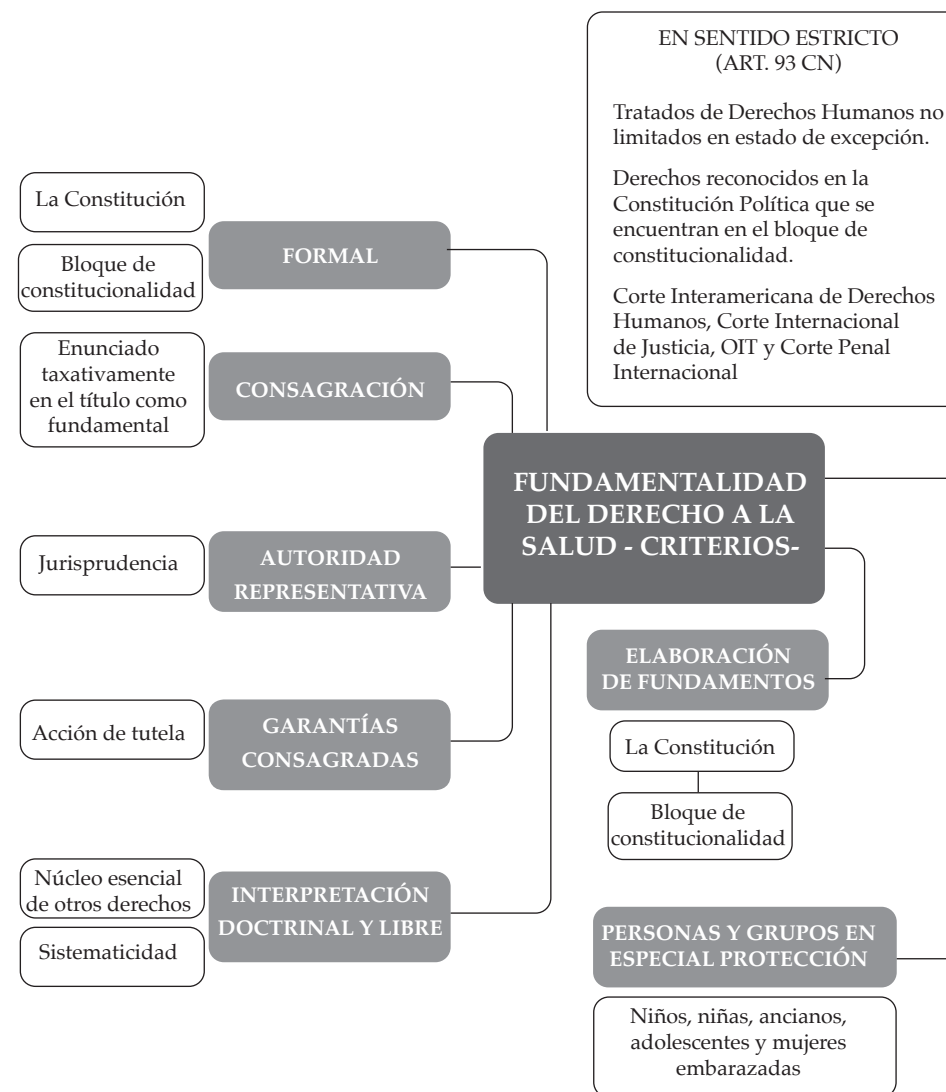 EN SENTIDO ESTRICTO
(ART. 93 CN)
Tratados de Derechos Humanos no
limitados en estado de excepción.
Derechos reconocidos en la
Constitución Política que se
encuentran en el bloque de
constitucionalidad.
Corte Interamericana de Derechos
Humanos, Corte Internacional
de Justicia, OIT y Corte Penal
Internacional
La Constitución
Bloque de
constitucionalidad
FORMAL
Enunciado
taxativamente
en el título como
fundamental
CONSAGRACIÓN
FUNDAMENTALIDAD
DEL DERECHO A LA
SALUD - CRITERIOS-
Jurisprudencia
AUTORIDAD
REPRESENTATIVA
ELABORACIÓN
DE FUNDAMENTOS
La Constitución
Bloque de
constitucionalidad
Acción de tutela
GARANTÍAS
CONSAGRADAS
Núcleo esencial
de otros derechos
Sistematicidad
INTERPRETACIÓN
DOCTRINAL Y LIBRE
PERSONAS Y GRUPOS EN
ESPECIAL PROTECCIÓN
Niños, niñas, ancianos,
adolescentes y mujeres
embarazadas